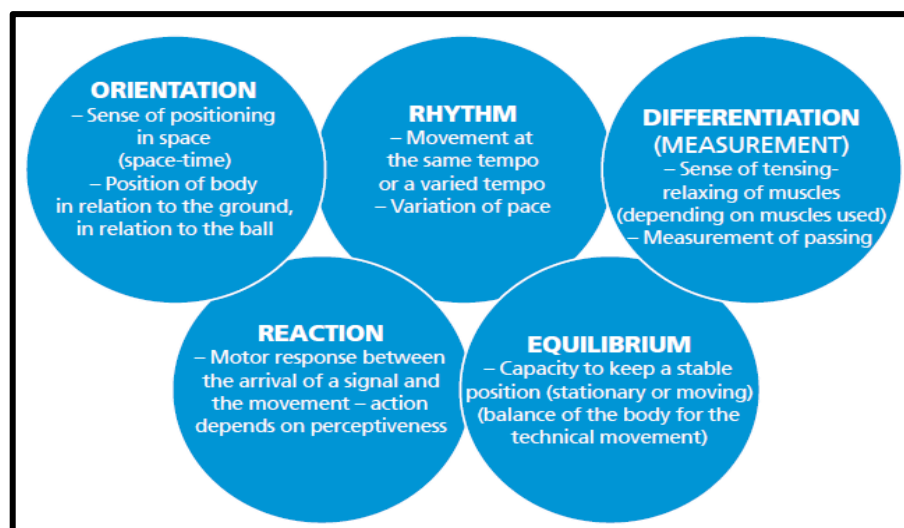 ORIENTATION
– Sense of positioning
in space
(space-time)
– Position of body
in relation to the ground,
in relation to the ball
RHYTHM
– Movement at
the same tempo
or a varied tempo
– Variation of pace
DIFFERENTIATION
(MEASUREMENT)
– Sense of tensing-
relaxing of muscles
(depending on muscles used)
– Measurement of passing
REACTION
– Motor response between
the arrival of a signal and
the movement – action
depends on perceptiveness
EQUILIBRIUM
– Capacity to keep a stable
position (stationary or moving)
(balance of the body for the
technical movement)